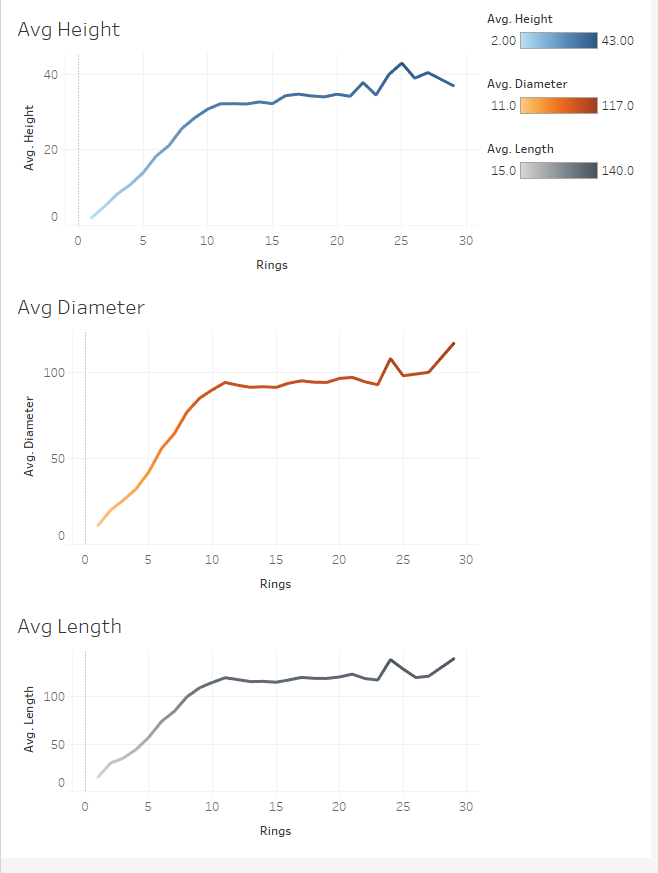 Avg Height
Avg. Height
2.00 43.00
Avg. Diameter
11.0 117.0
Avg. Length
15.0 140.0
Avg. Height
40
20
0
0 5 10 15 20 25 30
Rings
Avg Diameter
Avg. Diameter
100
50
0
0 5 10 15 20 25 30
Rings
Avg Length
Avg. Length
100
50
0
0 5 10 15 20 25 30
Rings